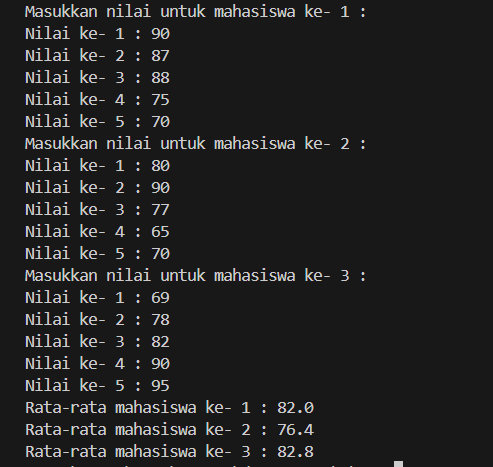 Masukkan nilai untuk mahasiswa ke- 1 :
Nilai ke- 1 : 90
Nilai ke- 2 : 87
Nilai ke- 3 : 88
Nilai ke- 4 : 75
Nilai ke- 5 : 70
Masukkan nilai untuk mahasiswa ke- 2 :
Nilai ke- 1 : 80
Nilai ke- 2 : 90
Nilai ke- 3 : 77
Nilai ke- 4 : 65
Nilai ke- 5 : 70
Masukkan nilai untuk mahasiswa ke- 3 :
Nilai ke- 1 : 69
Nilai ke- 2 : 78
Nilai ke- 3 : 82
Nilai ke- 4 : 90
Nilai ke- 5 : 95
Rata-rata mahasiswa ke- 1 : 82.0
Rata-rata mahasiswa ke- 2 : 76.4
Rata-rata mahasiswa ke- 3 : 82.8